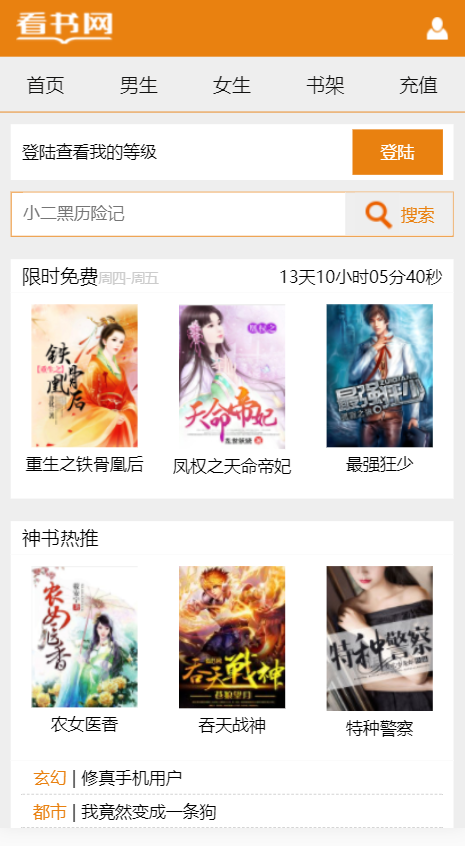 看书网
首页 男生 女生 书架 充值
登陆查看我的等级 登陆
小二黑历险记 搜索
限时免费周四-周五 13天10小时05分40秒
重生之
铁骨凰后
凤权之
天命帝妃
最强狂少
重生之铁骨凰后 凤权之天命帝妃 最强狂少
神书热推
农女医香
吞天战神
特种警察
农女医香 吞天战神 特种警察
玄幻 | 修真手机用户
都市 | 我竟然变成一条狗